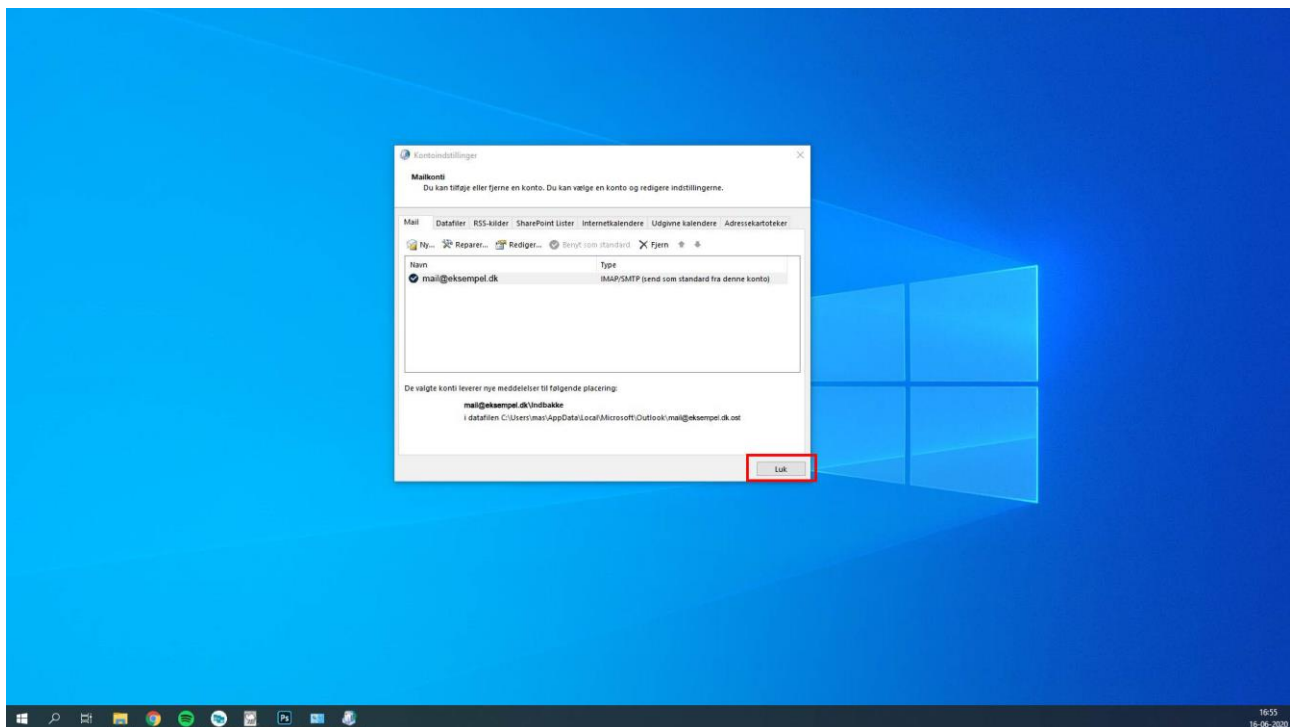 Kontoindstillinger
Mailkonti
Du kan tilføje eller fjerne en konto. Du kan vælge en konto og redigere indstillingerne.
Mail Datafiler RSS-kilder SharePoint Lister Internetkalendere Udgivne kalendere Adressekartoteker
Ny... Reparer... Rediger... Benyt som standard Fjern
Navn Type
mail@eksempel.dk IMAP/SMTP (send som standard fra denne konto)
De valgte konti leverer nye meddelelser til følgende placering:
mail@eksempel.dk\Indbakke
i datafilen C:\Users\mas\AppData\Local\Microsoft\Outlook\mail@eksempel.dk.ost
Luk
Ps
16:55
16-06-2020